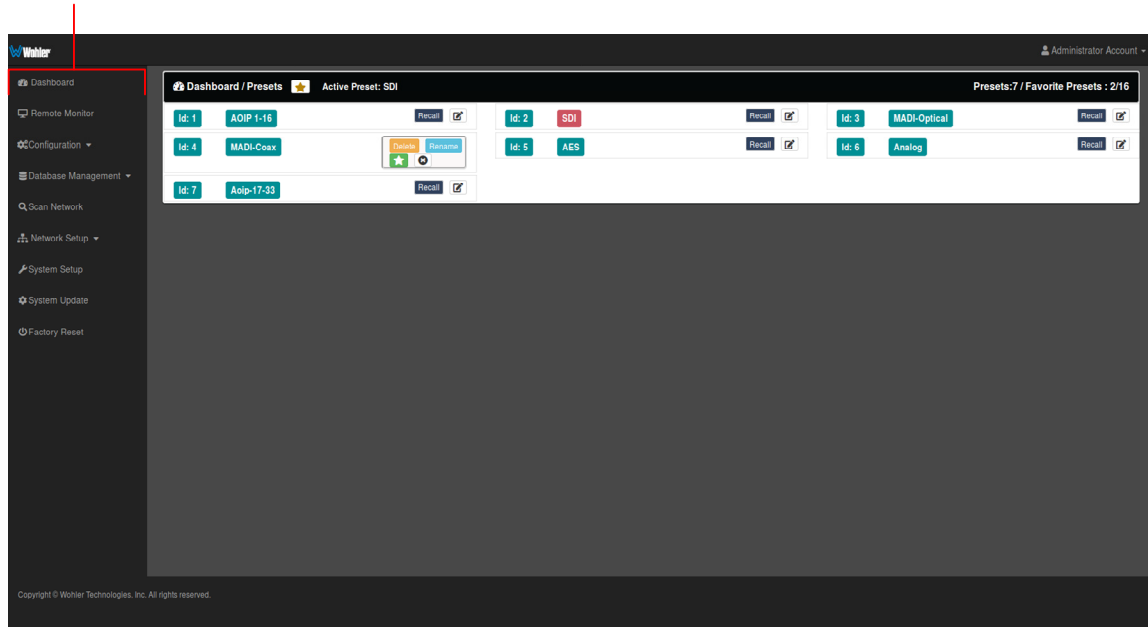 Wohler
Administrator Account
Dashboard
Remote Monitor
Configuration
Database Management
Scan Network
Network Setup
System Setup
System Update
Factory Reset
Dashboard / Presets Active Preset: SDI Presets:7 / Favorite Presets : 2/16
Id: 1 AOIP 1-16 Recall
Id: 2 SDI Recall
Id: 3 MADI-Optical Recall
Id: 4 MADI-Coax Delete Rename
Id: 5 AES Recall
Id: 6 Analog Recall
Id: 7 Aoip-17-33 Recall
Copyright © Wohler Technologies, Inc. All rights reserved.